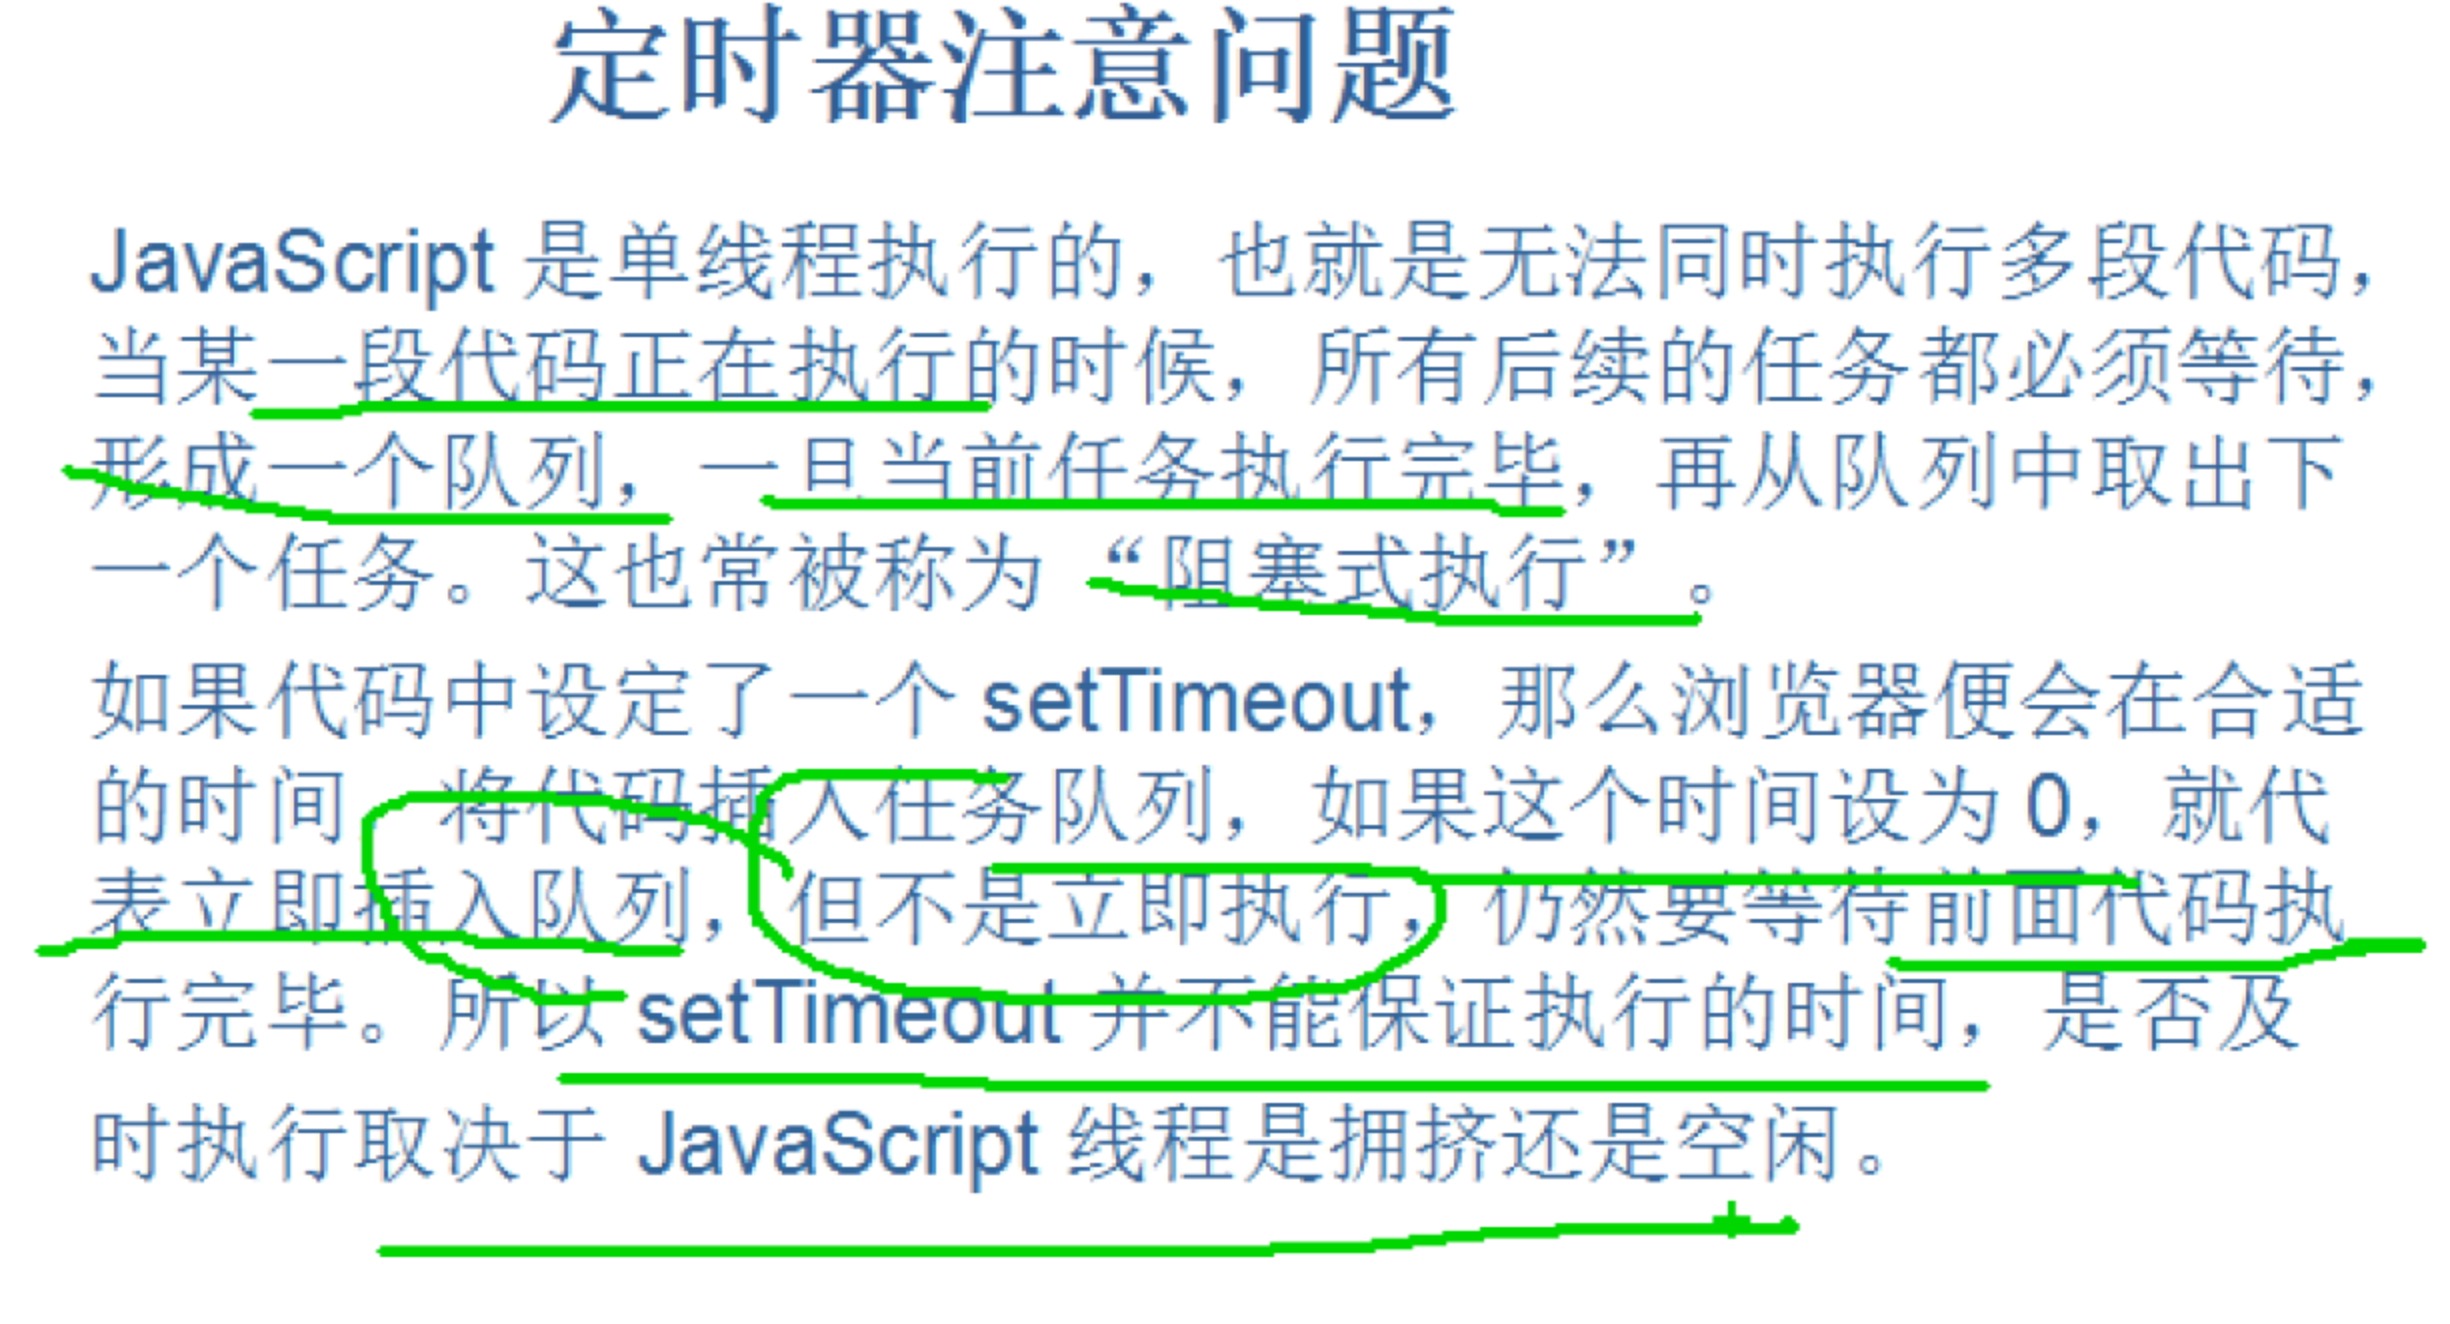 定时器注意问题
JavaScript 是单线程执行的，也就是无法同时执行多段代码，
当某一段代码正在执行的时候，所有后续的任务都必须等待，
形成一个队列，一旦当前任务执行完毕，再从队列中取出下
一个任务。这也常被称为 “阻塞式执行”。
如果代码中设定了一个 setTimeout，那么浏览器便会在合适
的时间，将代码插入任务队列，如果这个时间设为 0，就代
表立即插入队列，但不是立即执行，仍然要等待前面代码执
行完毕。所以 setTimeout 并不能保证执行的时间，是否及
时执行取决于 JavaScript 线程是拥挤还是空闲。